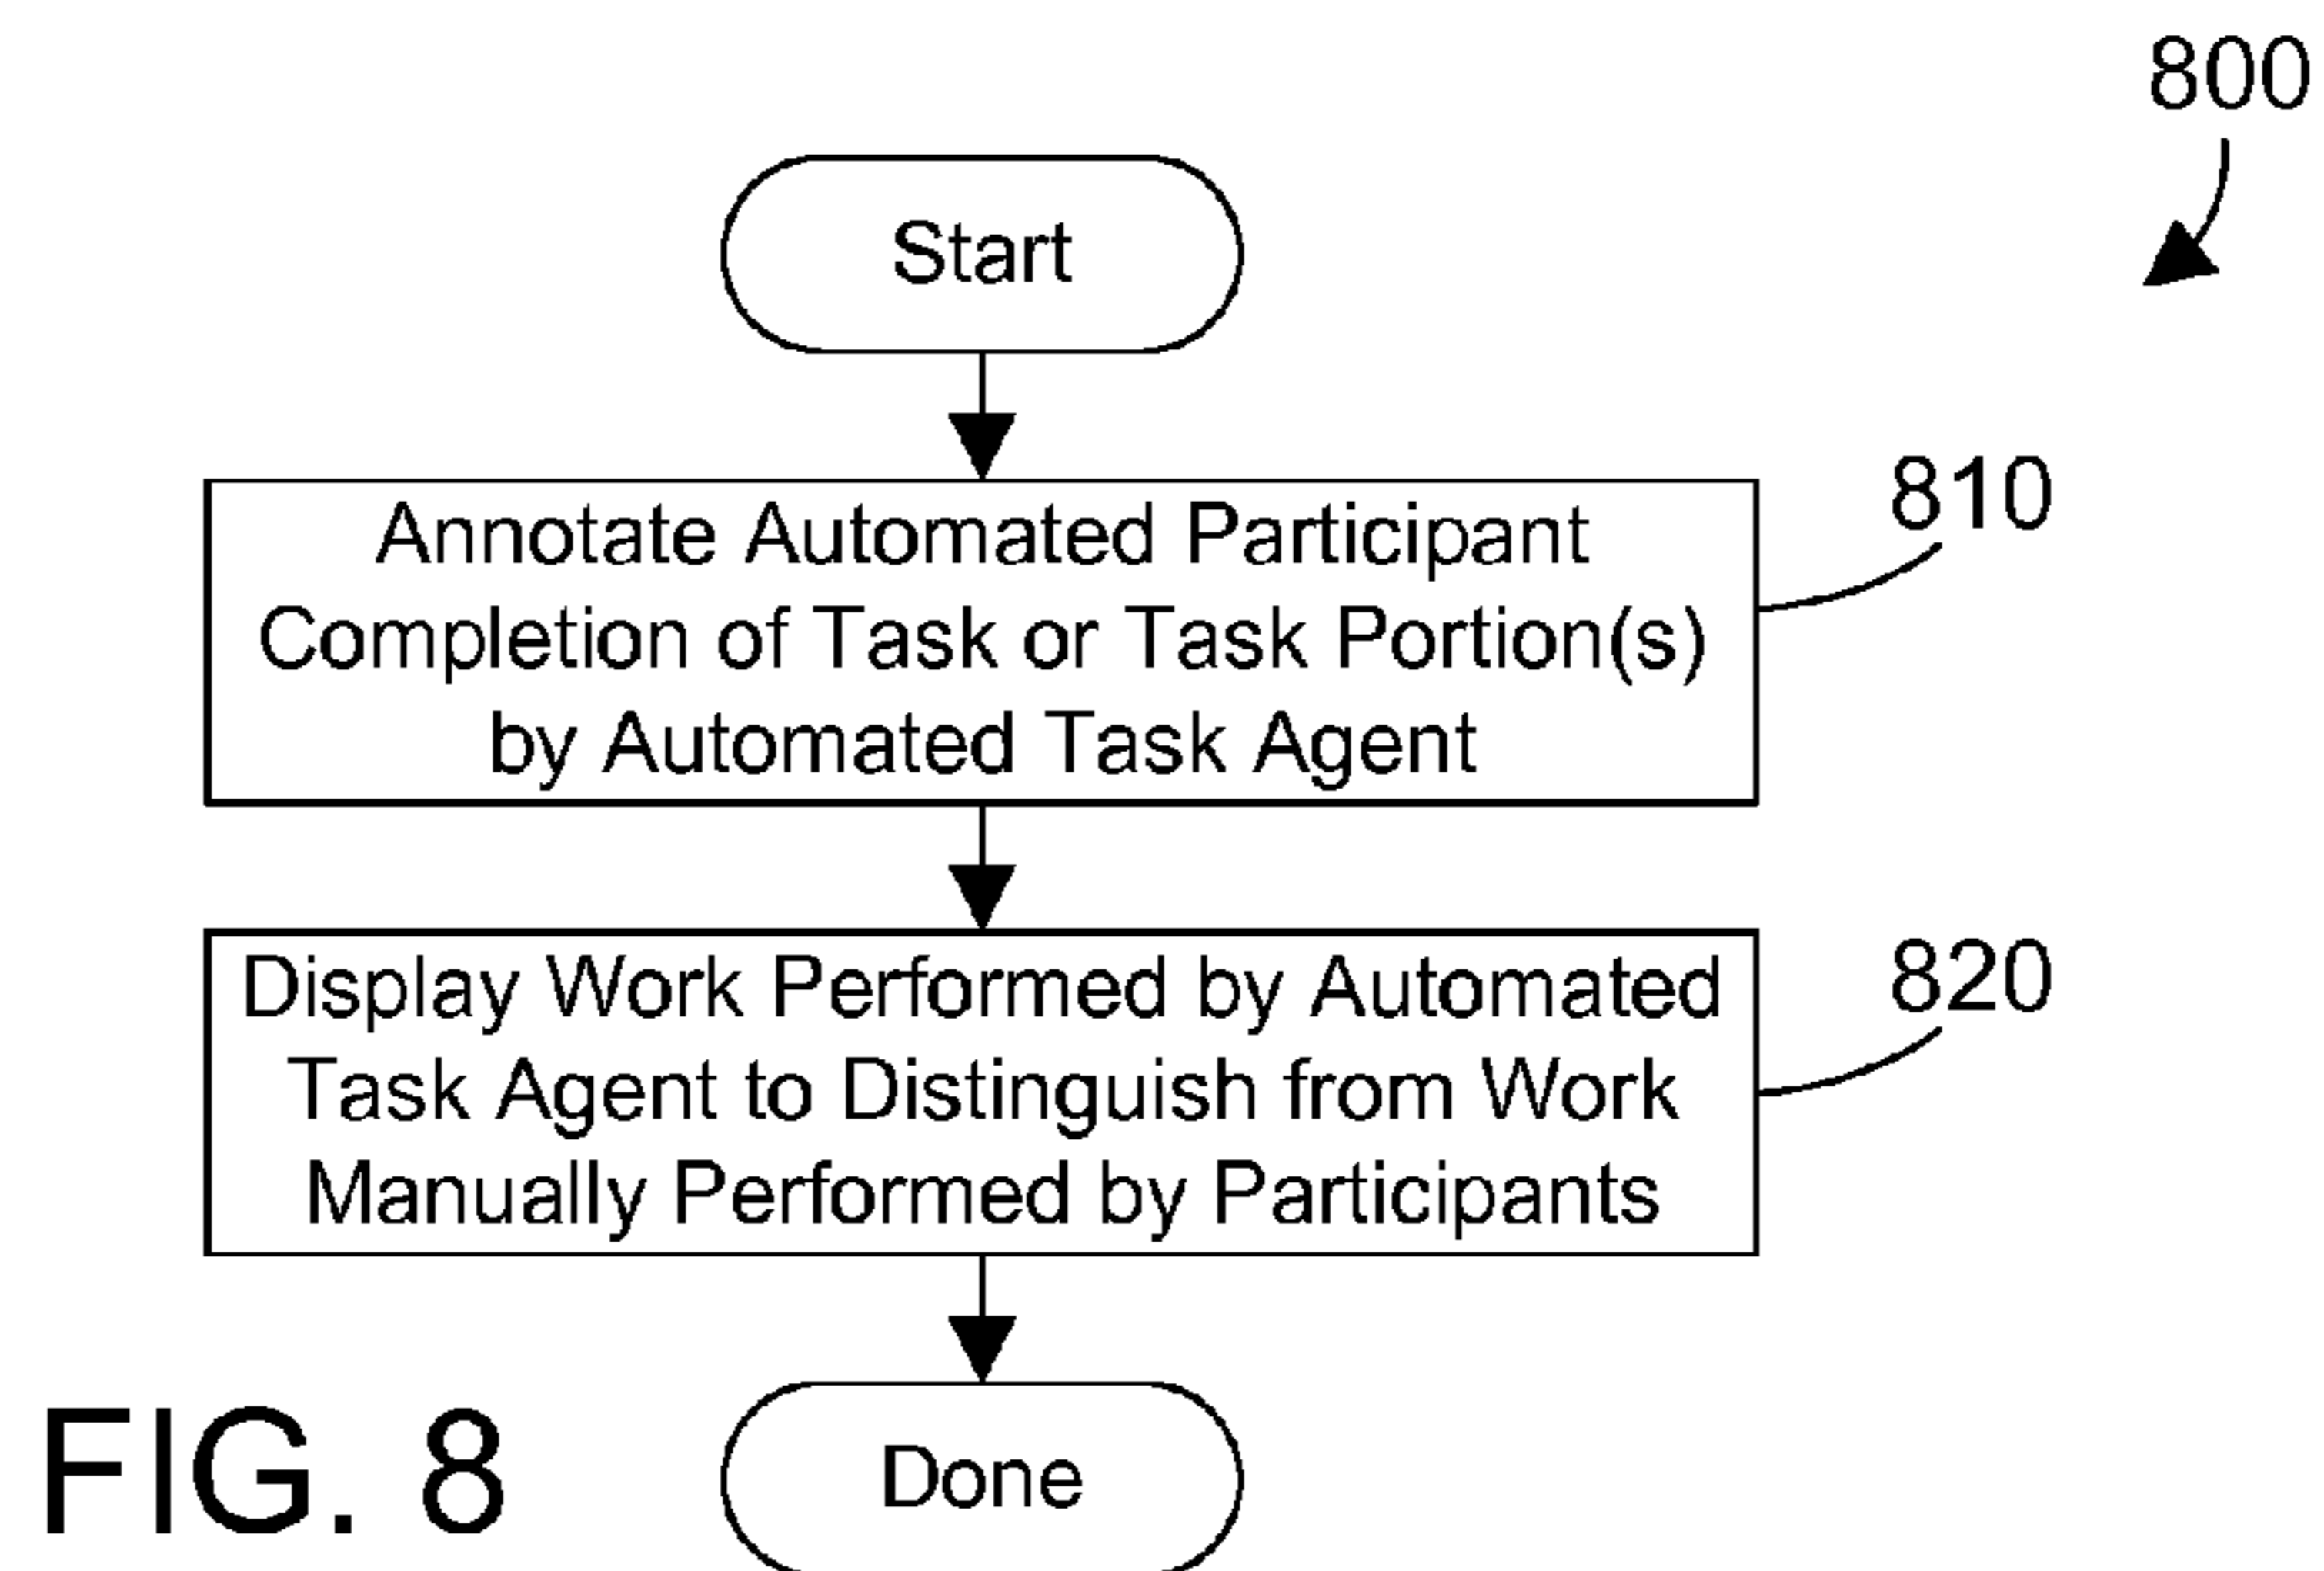 800
Start
Annotate Automated Participant
Completion of Task or Task Portion(s)
by Automated Task Agent
810
Display Work Performed by Automated
Task Agent to Distinguish from Work
Manually Performed by Participants
820
Done
FIG. 8